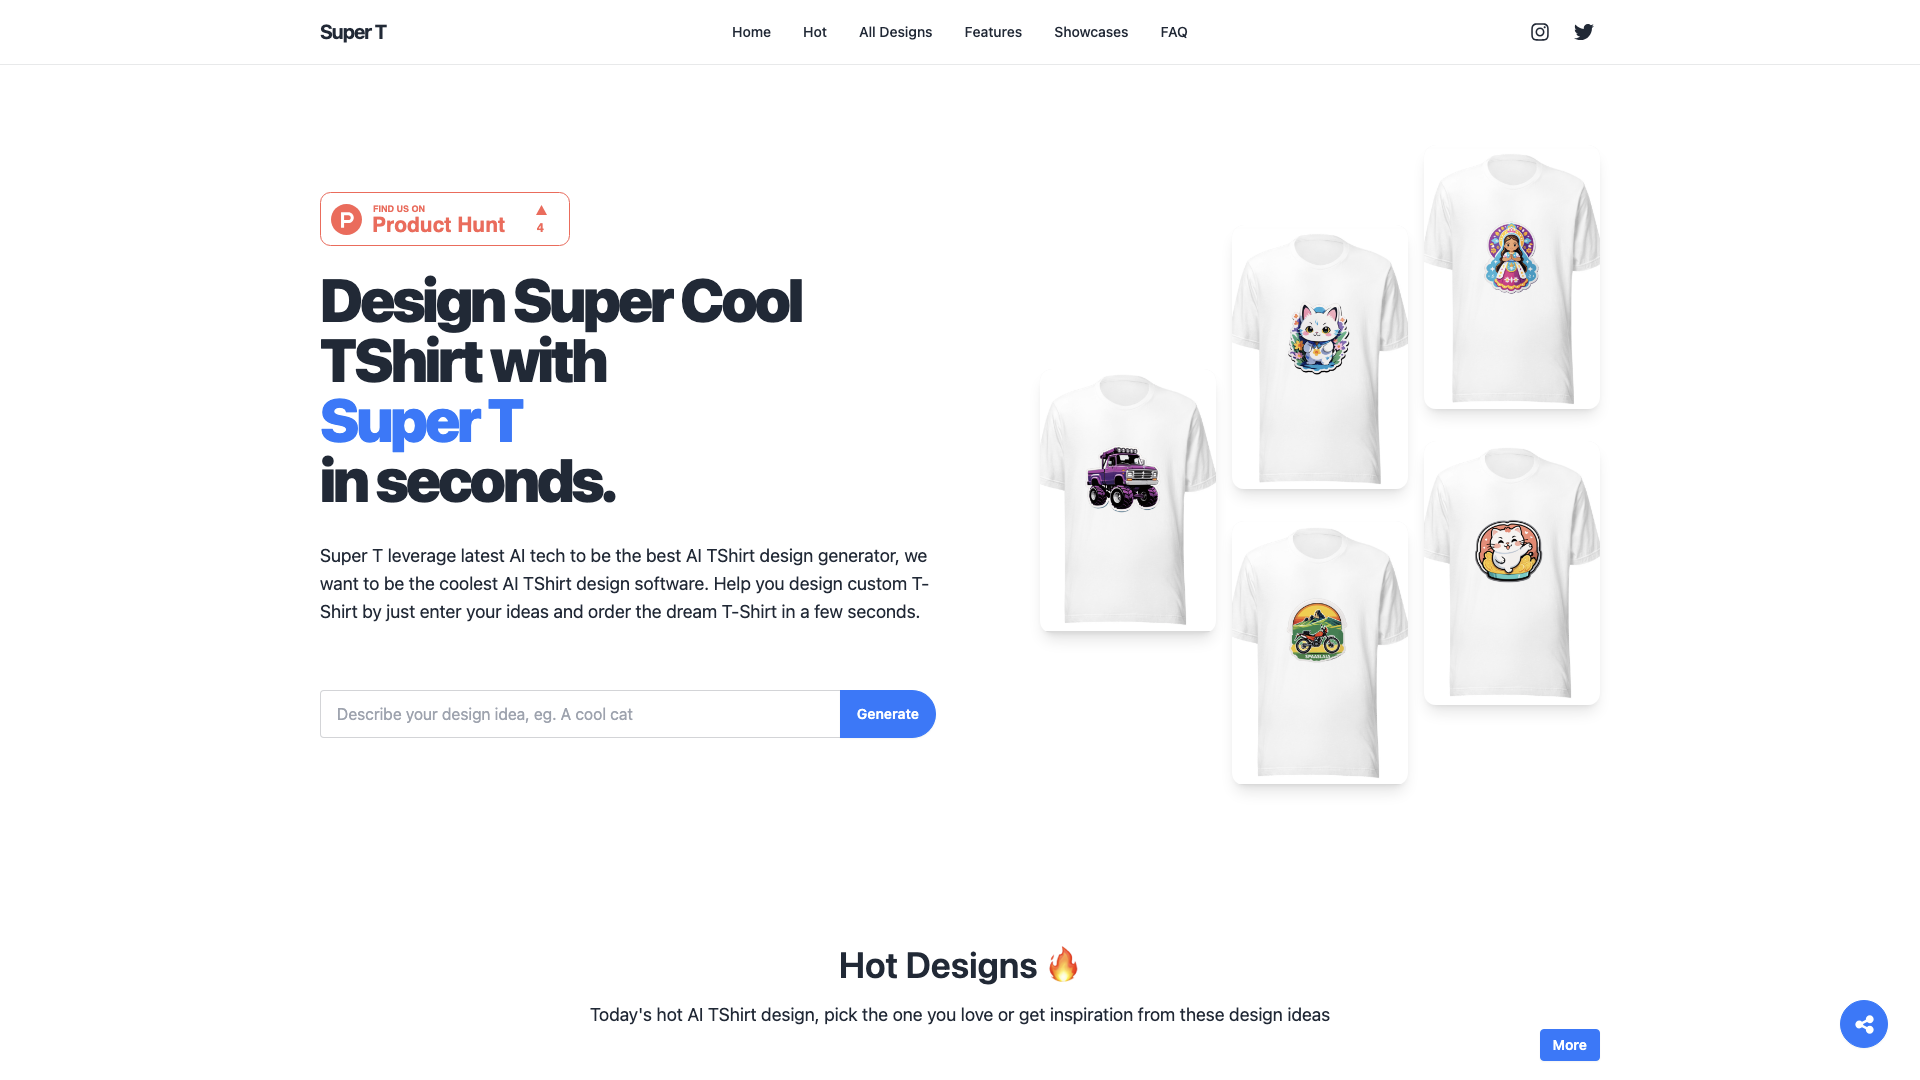 Super T
Home
Hot
All Designs
Features
Showcases
FAQ
FIND US ON
Product Hunt
4
Design Super Cool
TShirt with
Super T
in seconds.
Super T leverage latest AI tech to be the best AI TShirt design generator, we
want to be the coolest AI TShirt design software. Help you design custom T-
Shirt by just enter your ideas and order the dream T-Shirt in a few seconds.
Describe your design idea, eg. A cool cat
Generate
Hot Designs 🔥
Today's hot AI TShirt design, pick the one you love or get inspiration from these design ideas
More